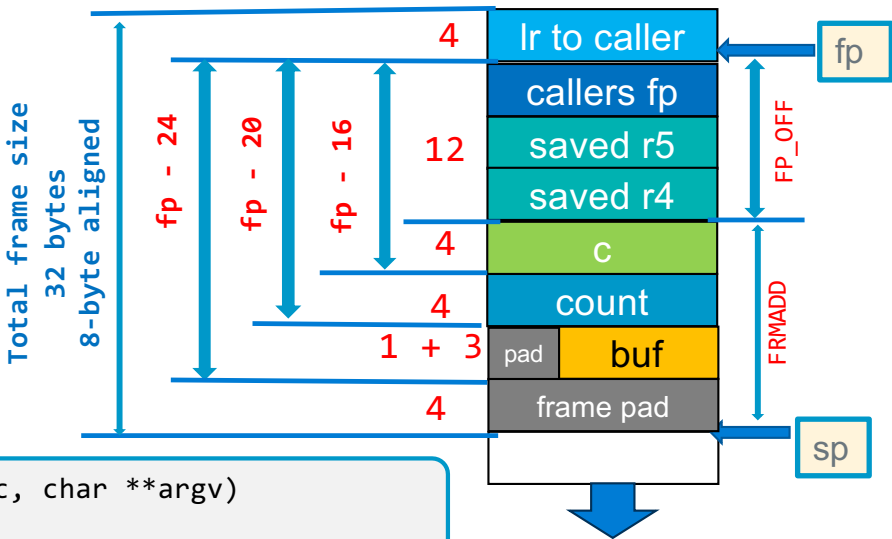 4
lr to caller
fp
callers fp
12
saved r5
saved r4
FP_OFF
Total frame size
32 bytes
8-byte aligned
fp - 24
fp - 20
fp - 16
4
c
4
count
1 + 3
pad
buf
FRMADD
4
frame pad
sp
c, char **argv)